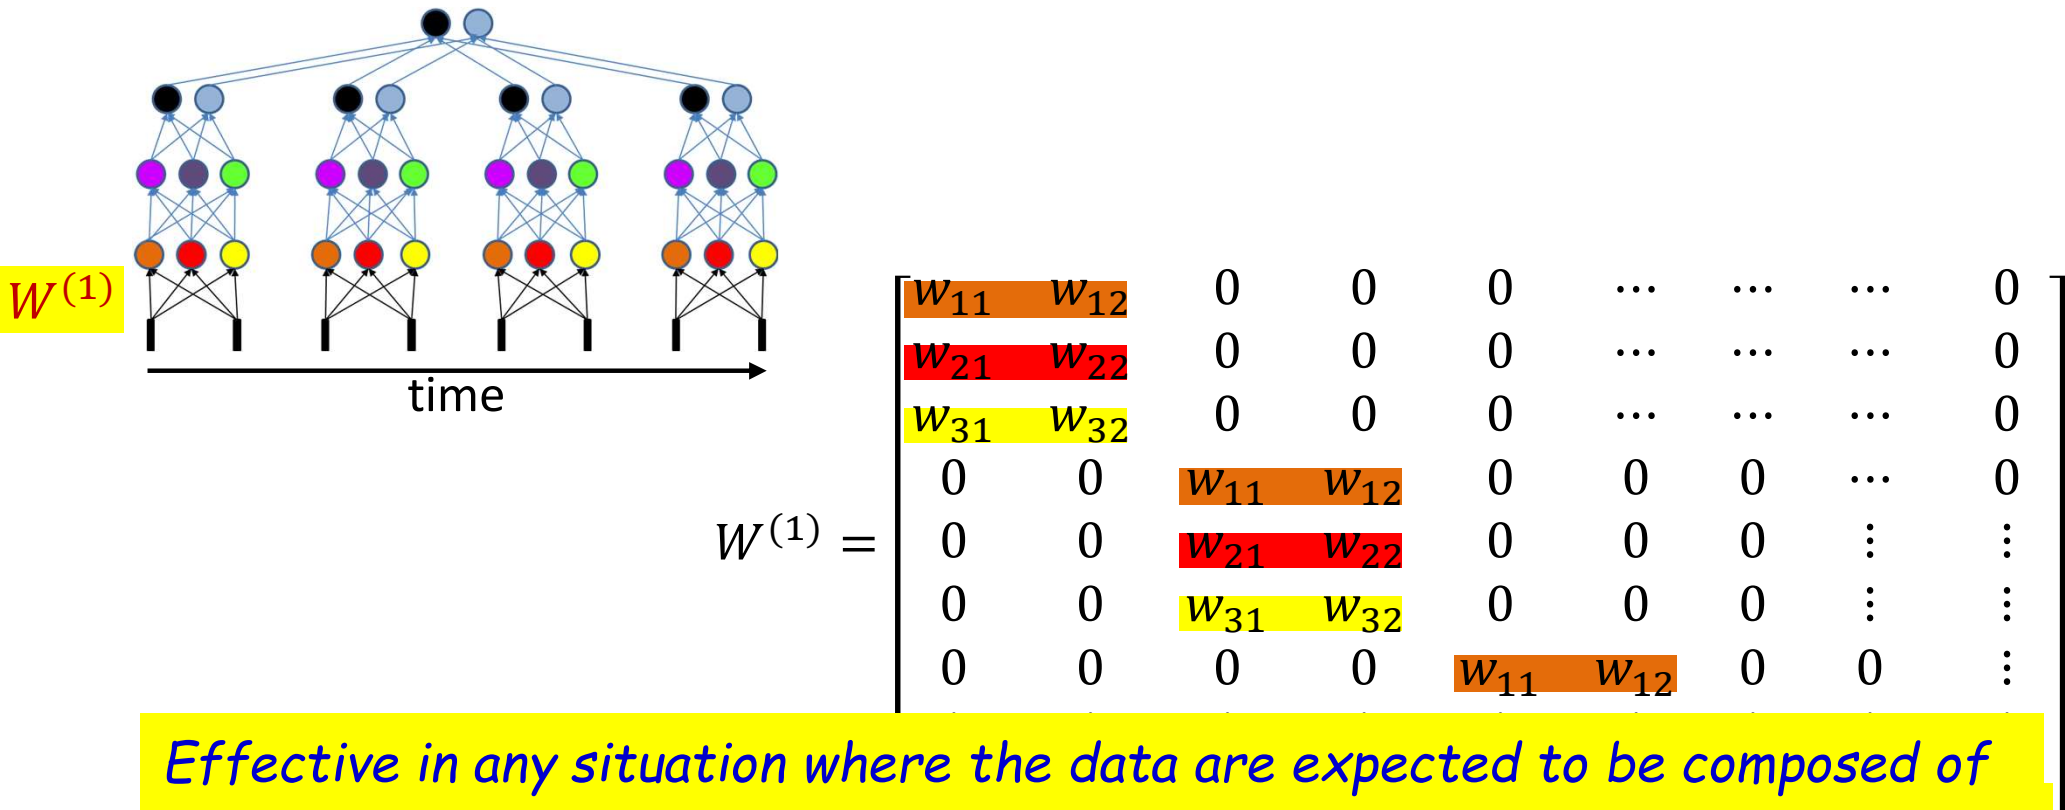 W^(1)
time
w11 w12 0 0 0 ⋯ ⋯ ⋯ 0
w21 w22 0 0 0 ⋯ ⋯ ⋯ 0
w31 w32 0 0 0 ⋯ ⋯ ⋯ 0
0 0 w11 w12 0 0 0 ⋯ 0
W^(1) = 0 0 w21 w22 0 0 0 ⋮ ⋮
0 0 w31 w32 0 0 0 ⋮ ⋮
0 0 0 0 w11 w12 0 0 ⋮
Effective in any situation where the data are expected to be composed of